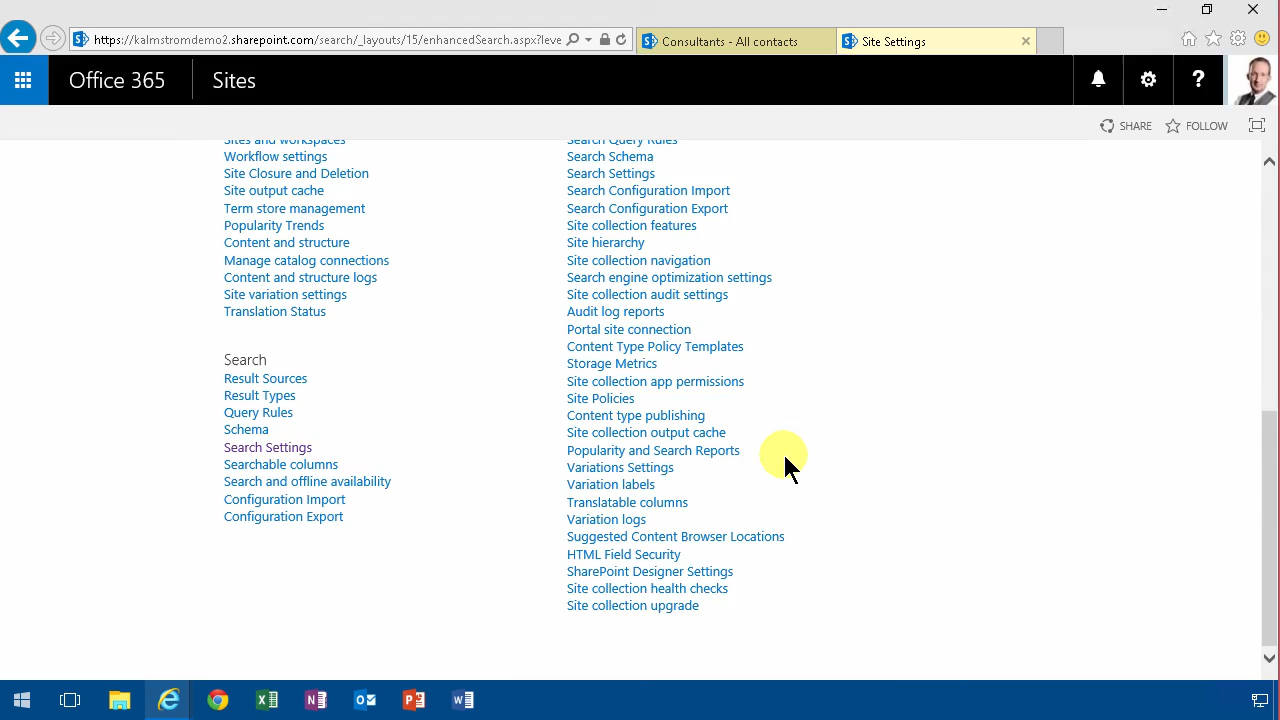 https://kalmstromdemo2.sharepoint.com/search/_layouts/15/enhancedSearch.aspx?leve
Consultants - All contacts
Site Settings
Office 365
Sites
?
SHARE
FOLLOW
Sites and workspaces
Workflow settings
Site Closure and Deletion
Site output cache
Term store management
Popularity Trends
Content and structure
Manage catalog connections
Content and structure logs
Site variation settings
Translation Status
Search
Result Sources
Result Types
Query Rules
Schema
Search Settings
Searchable columns
Search and offline availability
Configuration Import
Configuration Export
Search Query Rules
Search Schema
Search Settings
Search Configuration Import
Search Configuration Export
Site collection features
Site hierarchy
Site collection navigation
Search engine optimization settings
Site collection audit settings
Audit log reports
Portal site connection
Content Type Policy Templates
Storage Metrics
Site collection app permissions
Site Policies
Content type publishing
Site collection output cache
Popularity and Search Reports
Variations Settings
Variation labels
Translatable columns
Variation logs
Suggested Content Browser Locations
HTML Field Security
SharePoint Designer Settings
Site collection health checks
Site collection upgrade